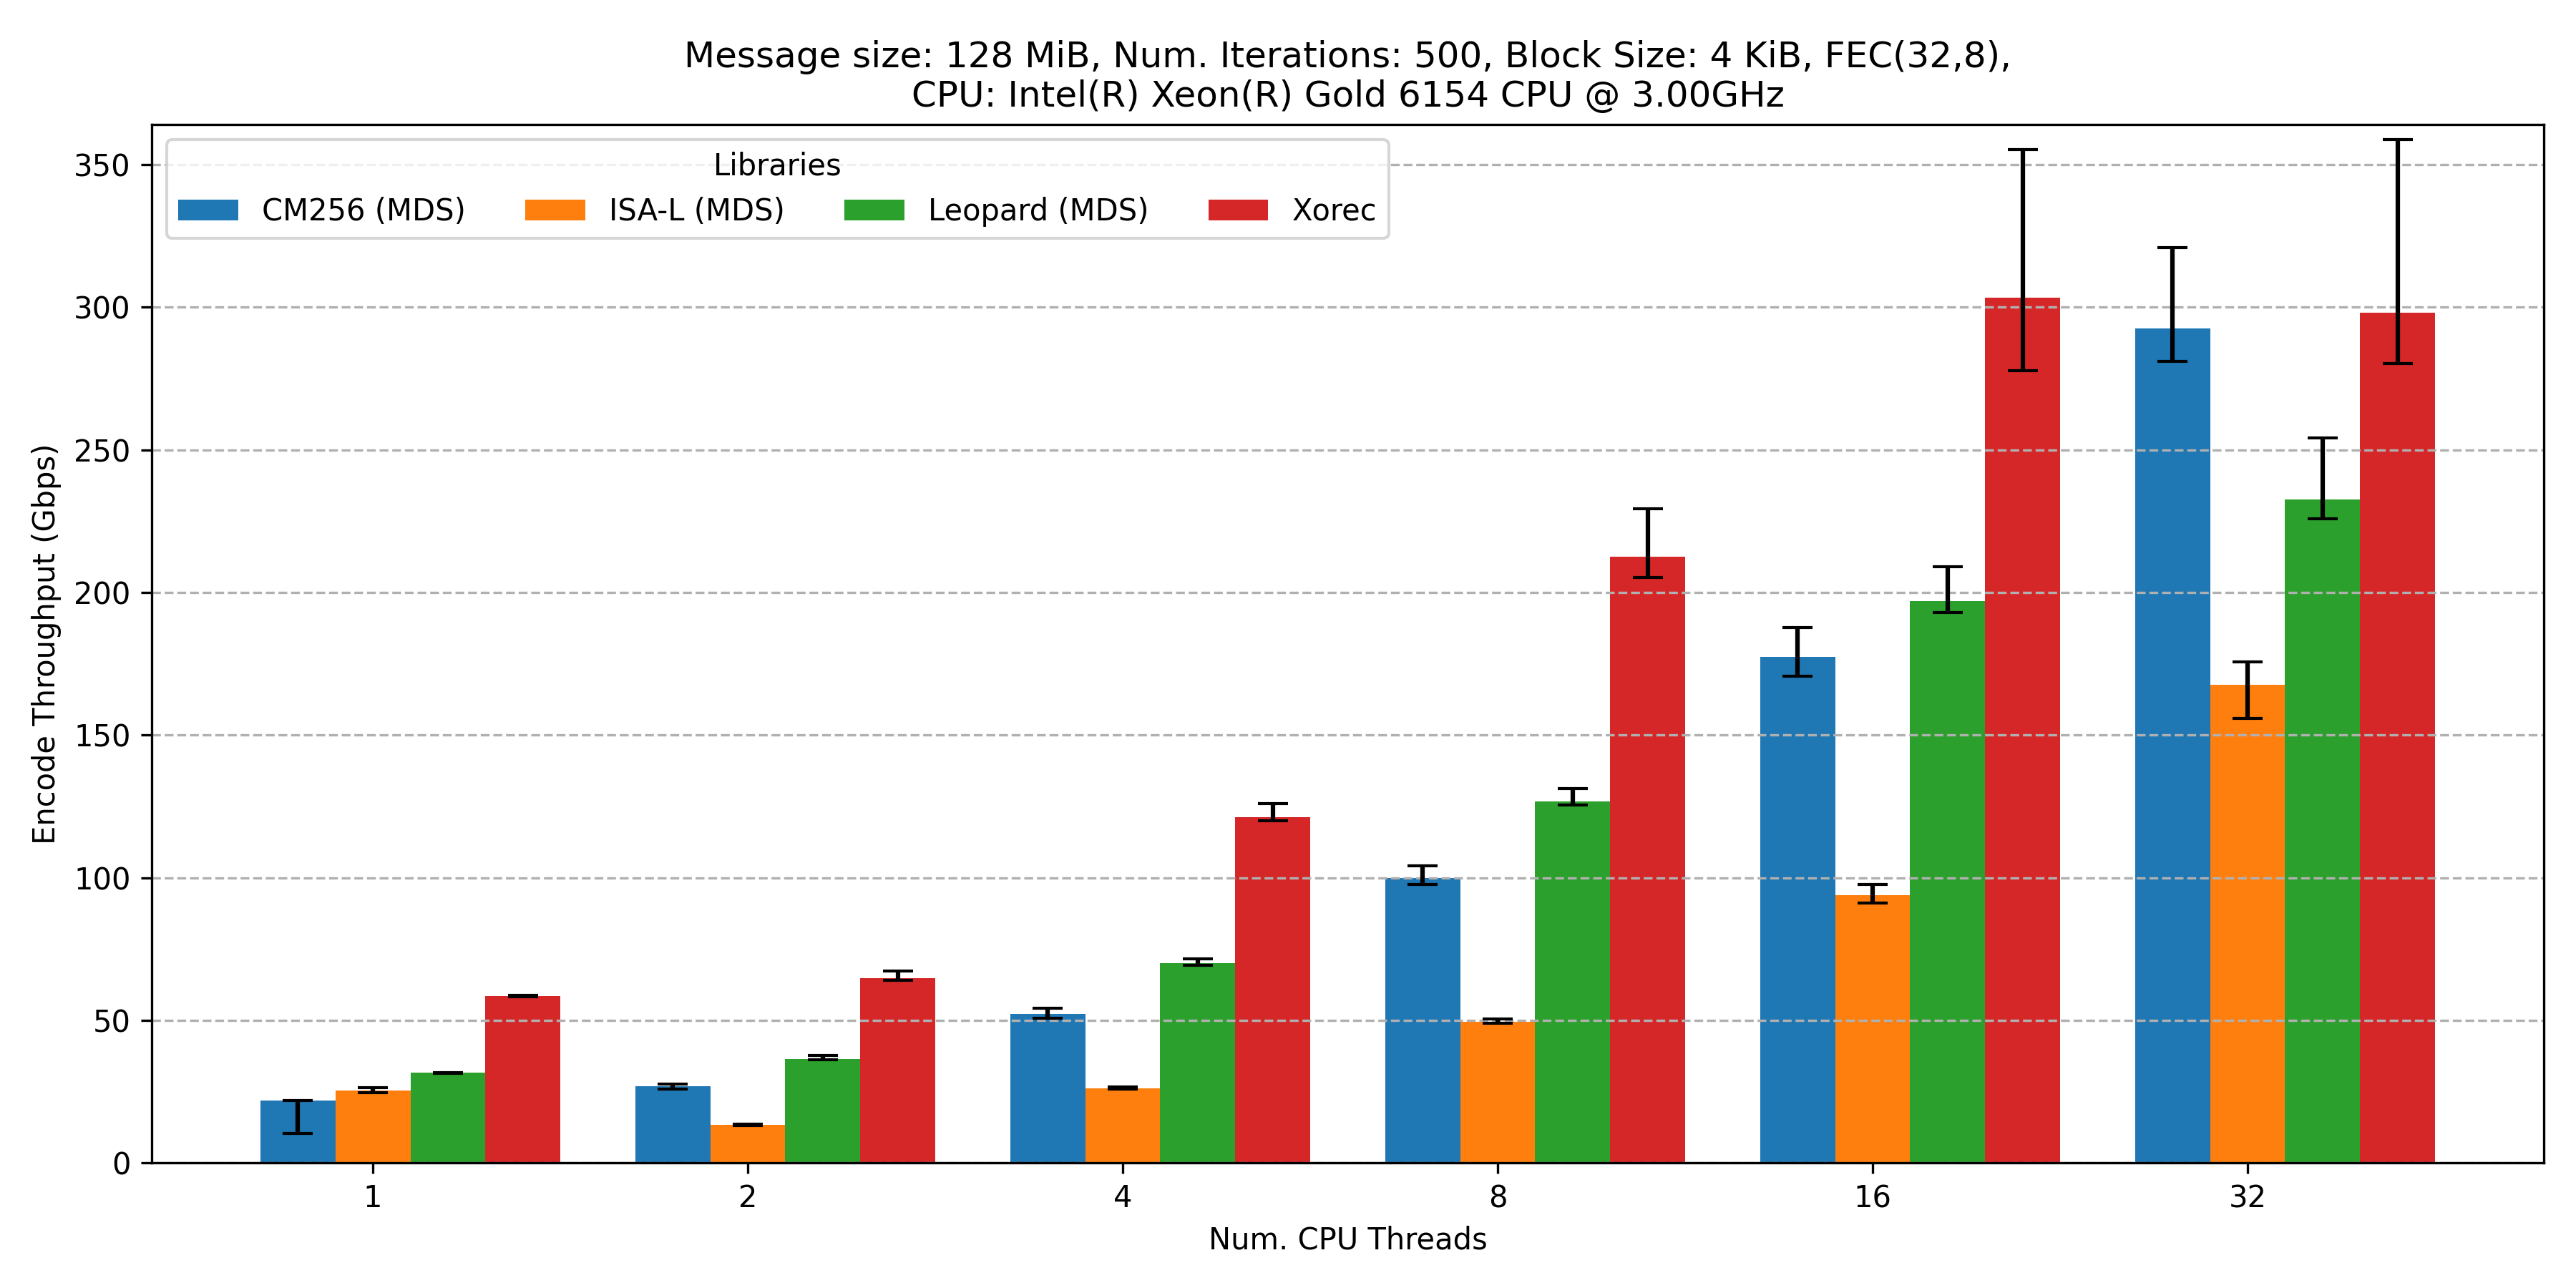 Message size: 128 MiB, Num. Iterations: 500, Block Size: 4 KiB, FEC(32,8),
CPU: Intel(R) Xeon(R) Gold 6154 CPU @ 3.00GHz
Libraries
CM256 (MDS) ISA-L (MDS) Leopard (MDS) Xorec
Encode Throughput (Gbps)
350
300
250
200
150
100
50
0
1 2 4 8 16 32
Num. CPU Threads